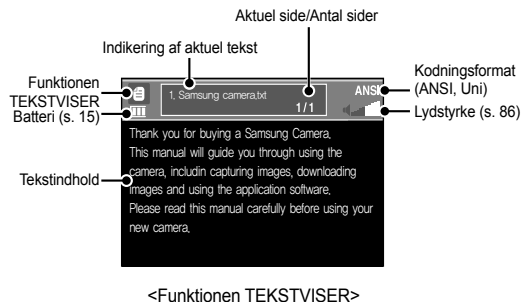 Aktuel side/Antal sider
Indikering af aktuel tekst
Funktionen
TEKSTVISER
Batteri (s. 15)
Kodningsformat
(ANSI, Uni)
Lydstyrke (s. 86)
Tekstindhold
1. Samsung camera.txt
1/1
ANSI
Thank you for buying a Samsung Camera.
This manual will guide you through using the
camera, includin capturing images, downloading
images and using the application software.
Please read this manual carefully before using your
new camera.
<Funktionen TEKSTVISER>